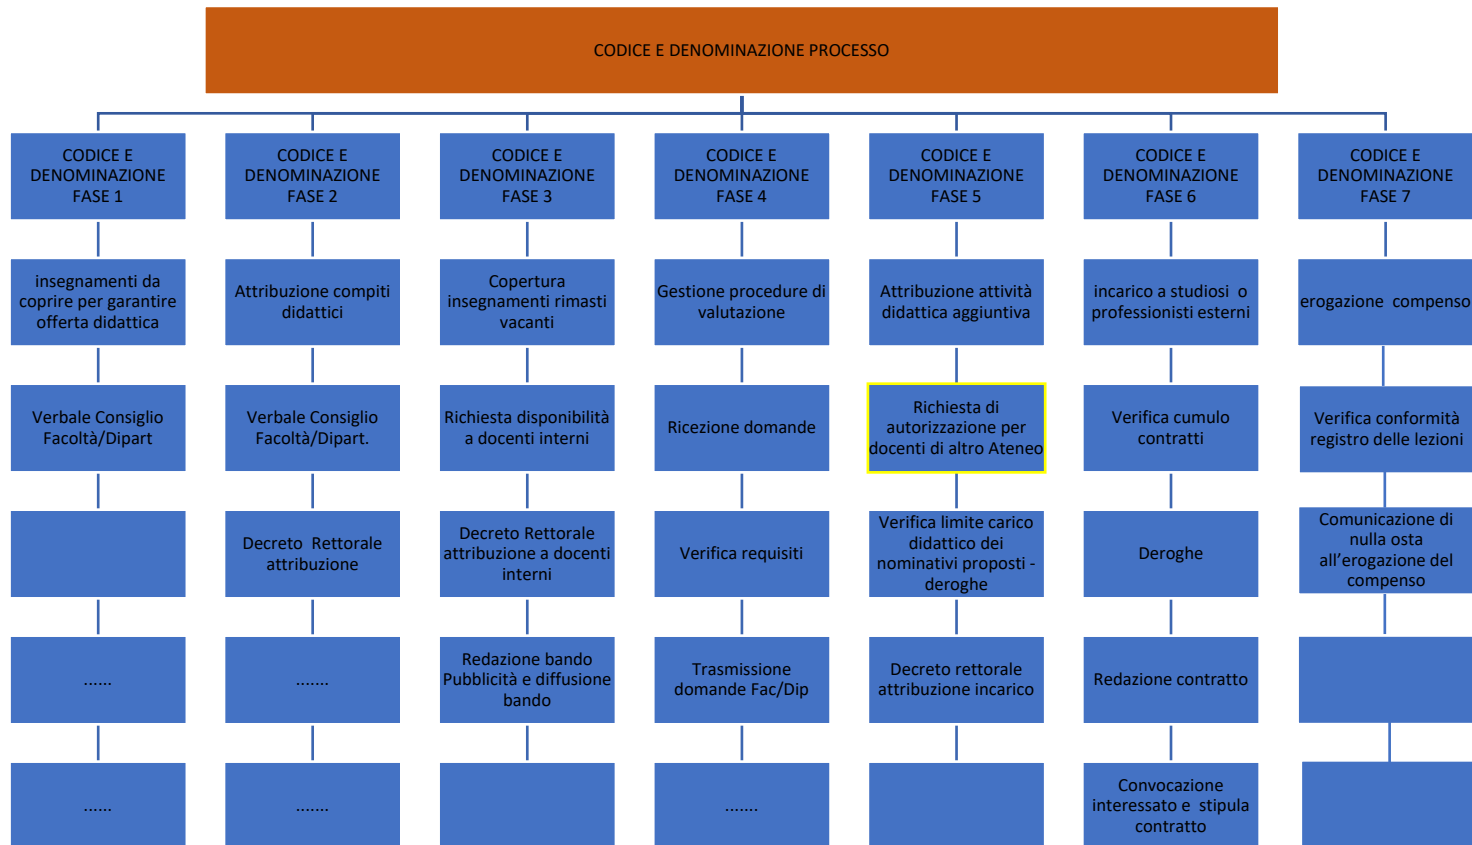 CODICE E DENOMINAZIONE PROCESSO
CODICE E
DENOMINAZIONE
FASE 1
CODICE E
DENOMINAZIONE
FASE 2
CODICE E
DENOMINAZIONE
FASE 3
CODICE E
DENOMINAZIONE
FASE 4
CODICE E
DENOMINAZIONE
FASE 5
CODICE E
DENOMINAZIONE
FASE 6
CODICE E
DENOMINAZIONE
FASE 7
insegnamenti da
coprire per garantire
offerta didattica
Attribuzione compiti
didattici
Copertura
insegnamenti rimasti
vacanti
Gestione procedure di
valutazione
Attribuzione attività
didattica aggiuntiva
incarico a studiosi o
professionisti esterni
erogazione compenso
Verbale Consiglio
Facoltà/Dipart
Verbale Consiglio
Facoltà/Dipart.
Richiesta disponibilità
a docenti interni
Ricezione domande
Richiesta di
autorizzazione per
docenti di altro Ateneo
Verifica cumulo
contratti
Verifica conformità
registro delle lezioni
Decreto Rettorale
attribuzione
Decreto Rettorale
attribuzione a docenti
interni
Verifica requisiti
Verifica limite carico
didattico dei
nominativi proposti -
deroghe
Deroghe
Comunicazione di
nulla osta
all’erogazione del
compenso
......
.......
Redazione bando
Pubblicità e diffusione
bando
Trasmissione
domande Fac/Dip
Decreto rettorale
attribuzione incarico
Redazione contratto
......
.......
.......
Convocazione
interessato e stipula
contratto